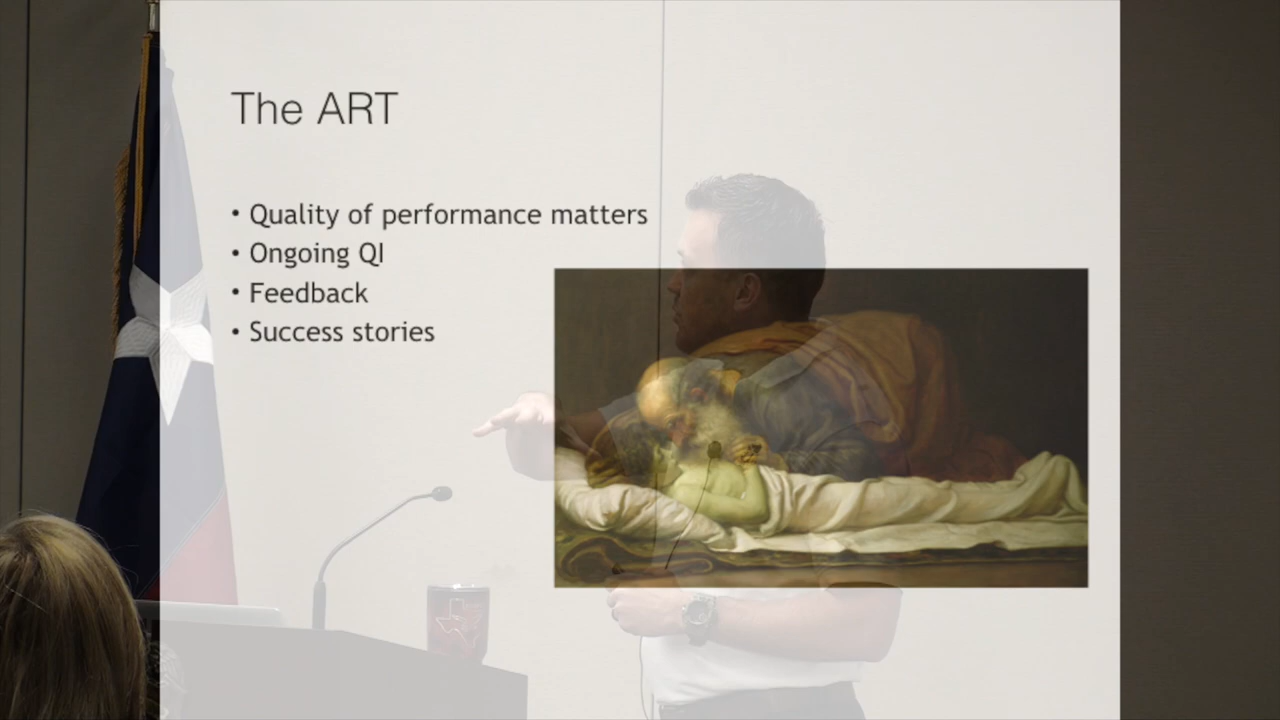 The ART
• Quality of performance matters
• Ongoing QI
• Feedback
• Success stories